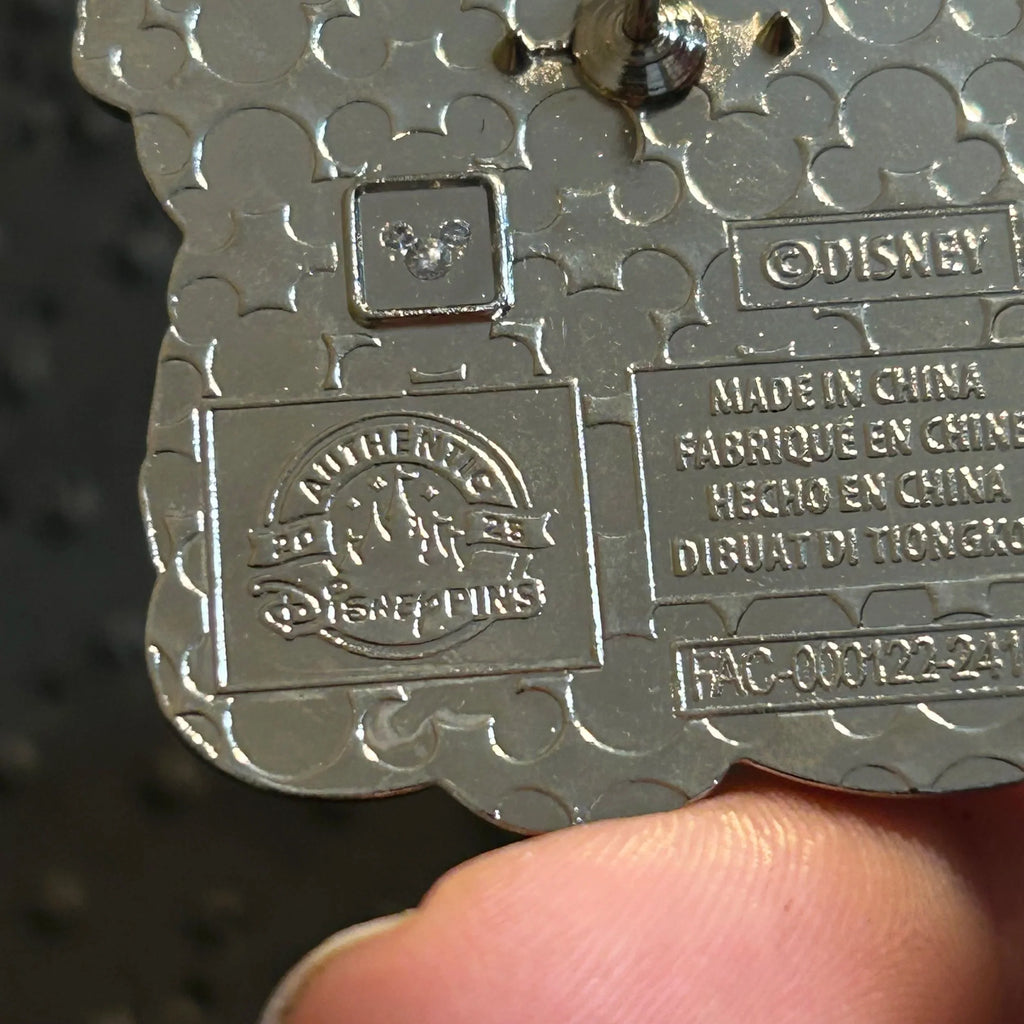 ©DISNEY
MADE IN CHINA
FABRIQUÉ EN CHINE
HECHO EN CHINA
DIBUAT DI TIONGKO
FAC-000122-241
AUTHENTIC
20
Disney PINS